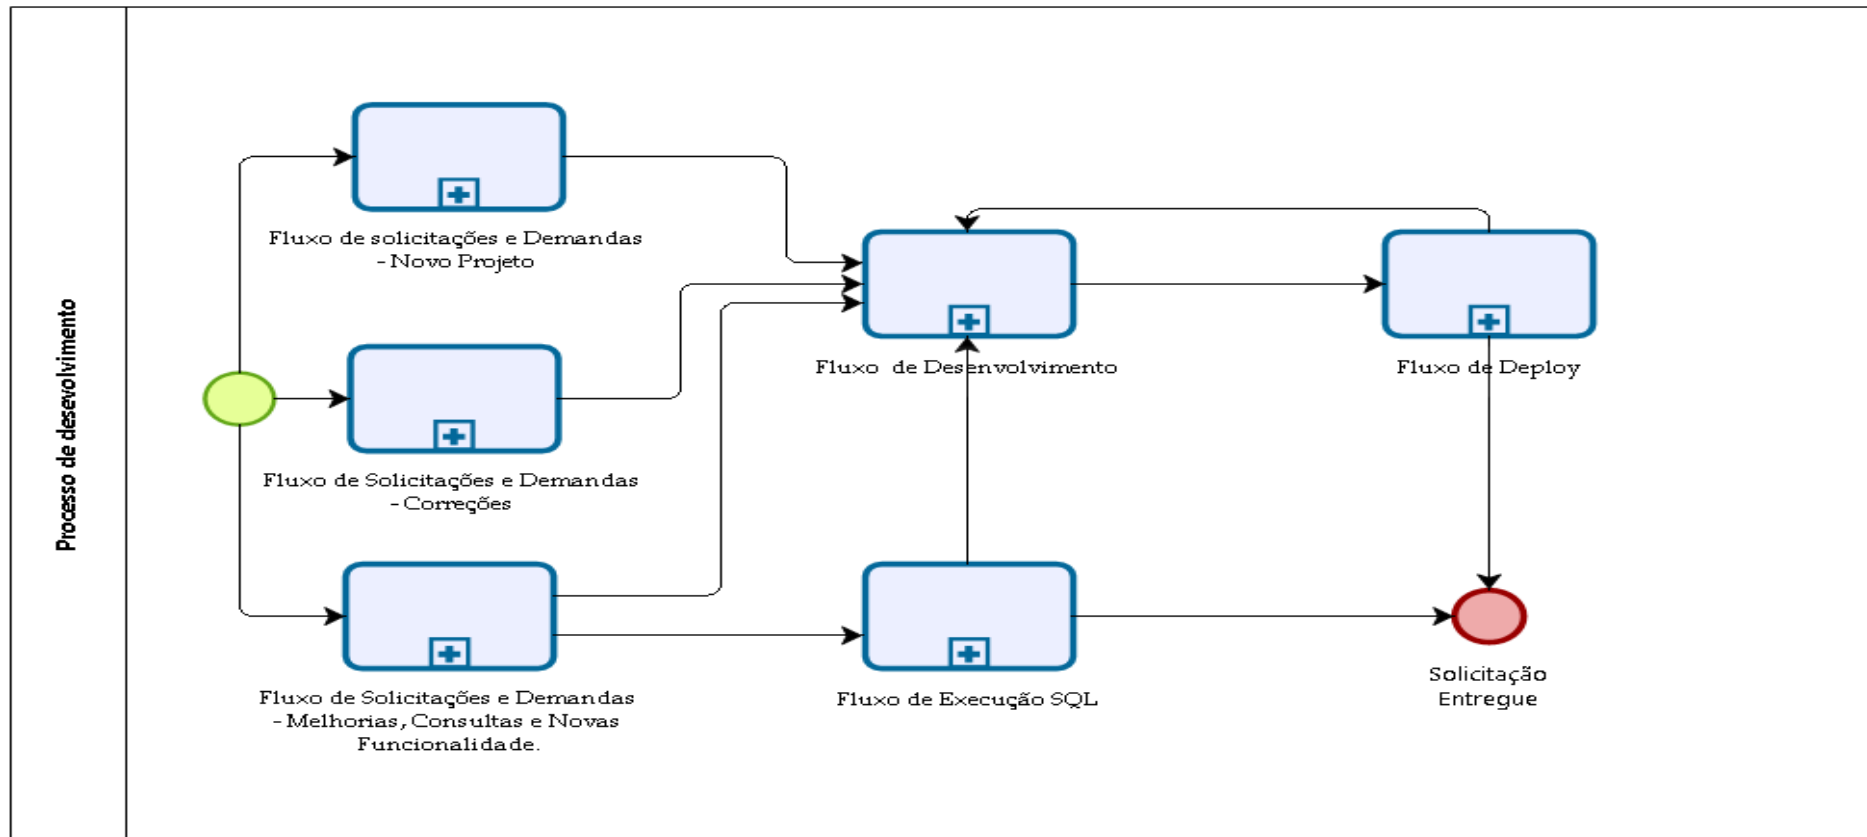 Processo de desevolvimento
Fluxo de solicitações e Demandas
- Novo Projeto
Fluxo de Solicitações e Demandas
- Correções
Fluxo de Solicitações e Demandas
- Melhorias, Consultas e Novas
Funcionalidade.
Fluxo de Desenvolvimento
Fluxo de Deploy
Fluxo de Execução SQL
Solicitação
Entregue